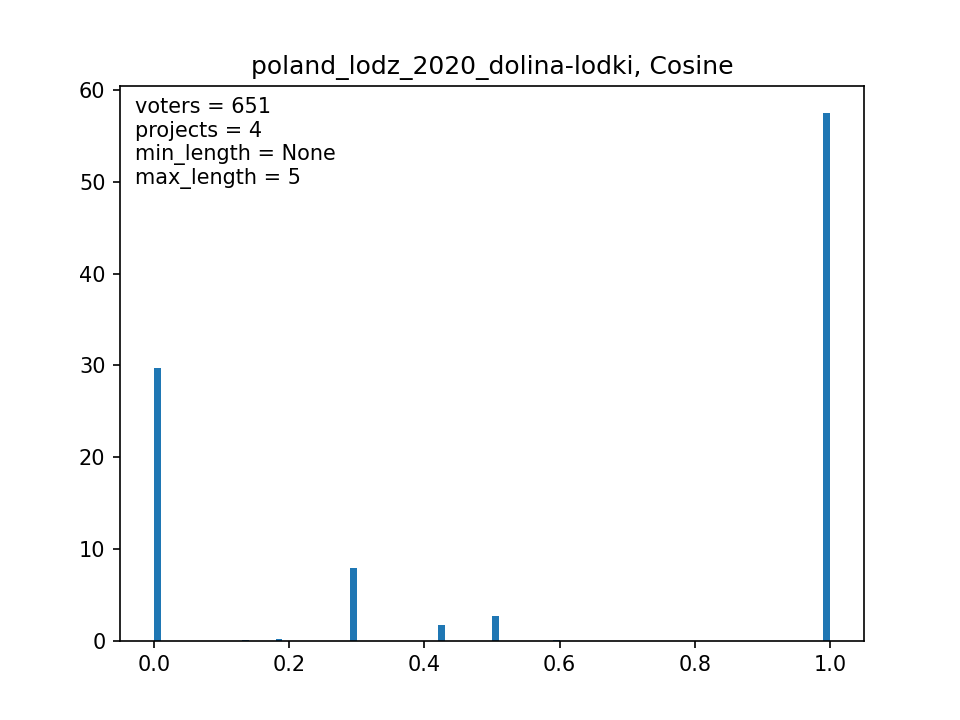 poland_lodz_2020_dolina-lodki, Cosine
voters = 651
projects = 4
min_length = None
max_length = 5
60
50
40
30
20
10
0
0.0 0.2 0.4 0.6 0.8 1.0